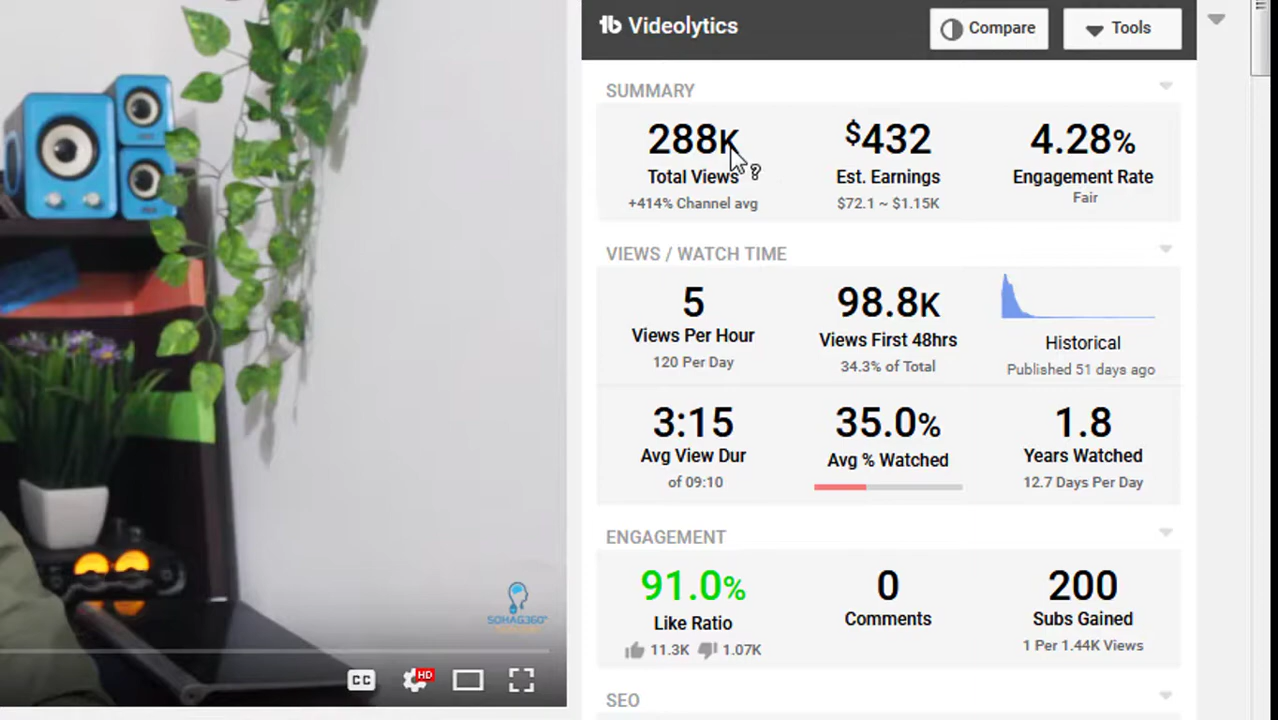 tb Videolytics
Compare
Tools
SUMMARY
288K
Total Views
+414% Channel avg
$432
Est. Earnings
$72.1 ~ $1.15K
4.28%
Engagement Rate
Fair
?
VIEWS / WATCH TIME
5
Views Per Hour
120 Per Day
98.8K
Views First 48hrs
34.3% of Total
Historical
Published 51 days ago
3:15
Avg View Dur
of 09:10
35.0%
Avg % Watched
1.8
Years Watched
12.7 Days Per Day
ENGAGEMENT
91.0%
Like Ratio
11.3K 1.07K
0
Comments
200
Subs Gained
1 Per 1.44K Views
SEO
SOHAG360
CC
HD